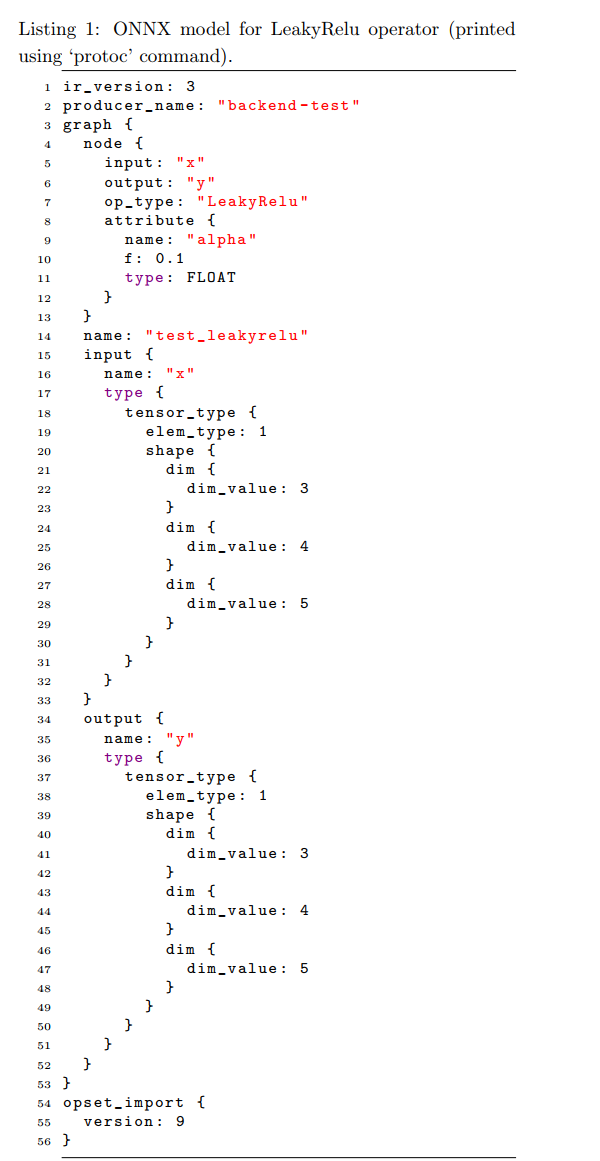 Listing 1: ONNX model for LeakyRelu operator (printed
using ‘protoc’ command).
1 ir_version: 3
2 producer_name: "backend-test"
3 graph {
4   node {
5     input: "x"
6     output: "y"
7     op_type: "LeakyRelu"
8     attribute {
9       name: "alpha"
10       f: 0.1
11       type: FLOAT
12     }
13   }
14   name: "test_leakyrelu"
15   input {
16     name: "x"
17     type {
18       tensor_type {
19         elem_type: 1
20         shape {
21           dim {
22             dim_value: 3
23           }
24           dim {
25             dim_value: 4
26           }
27           dim {
28             dim_value: 5
29           }
30         }
31       }
32     }
33   }
34   output {
35     name: "y"
36     type {
37       tensor_type {
38         elem_type: 1
39         shape {
40           dim {
41             dim_value: 3
42           }
43           dim {
44             dim_value: 4
45           }
46           dim {
47             dim_value: 5
48           }
49         }
50       }
51     }
52   }
53 }
54 opset_import {
55   version: 9
56 }